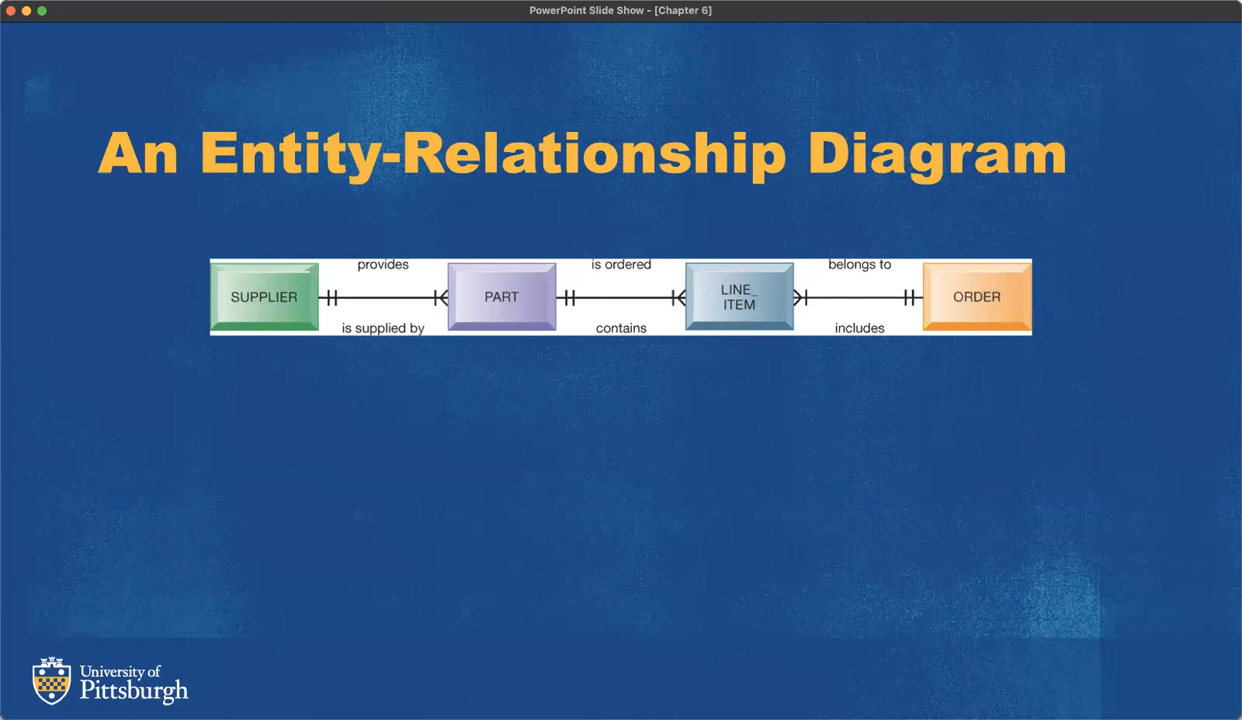 PowerPoint Slide Show - [Chapter 6]
An Entity-Relationship Diagram
provides
is ordered
belongs to
SUPPLIER
PART
LINE_
ITEM
ORDER
is supplied by
contains
includes
University of
Pittsburgh